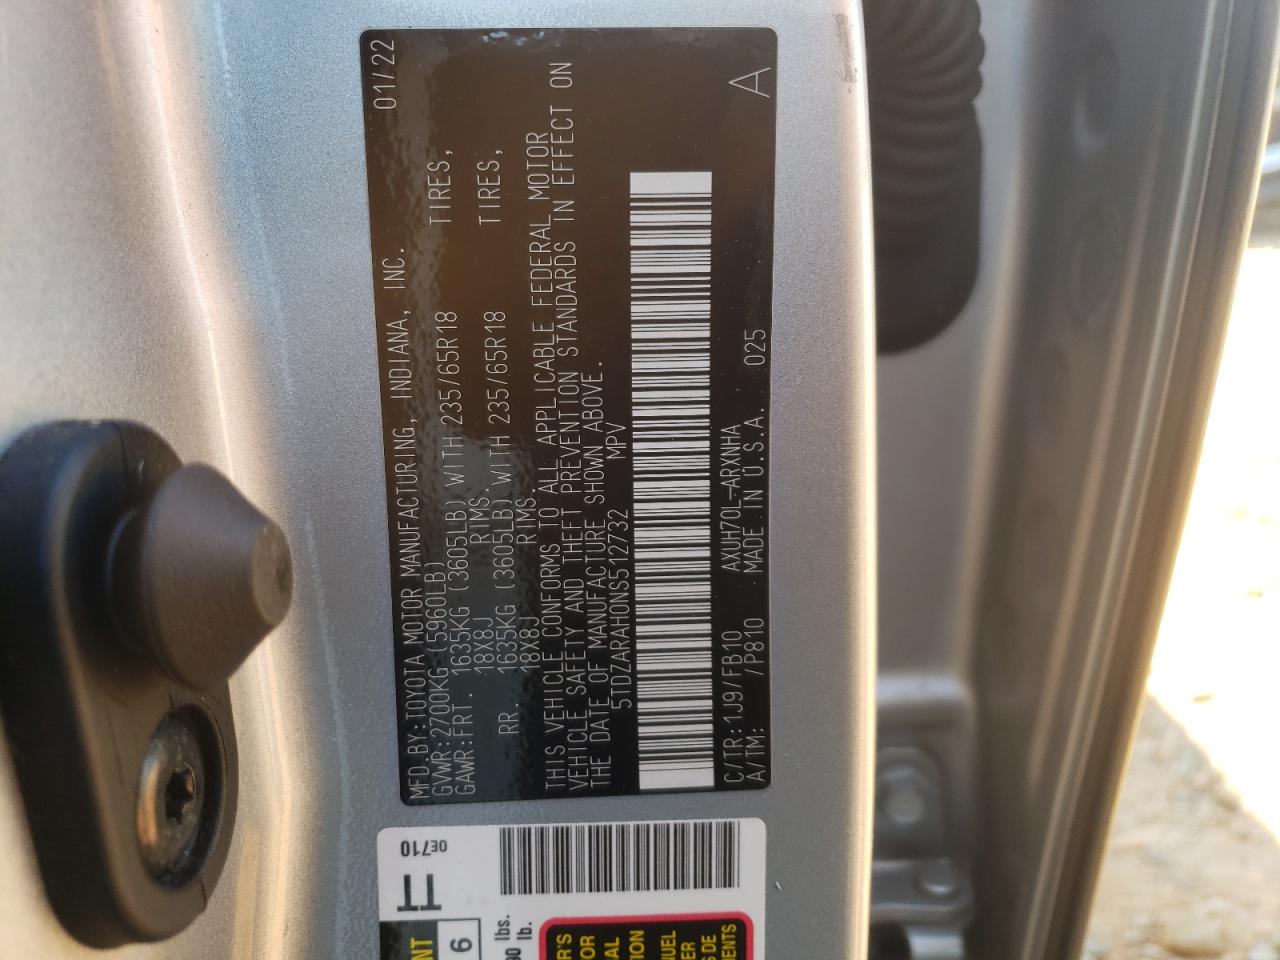 MFD.BY:TOYOTA MOTOR MANUFACTURING, INDIANA, INC. 01/22
GVWR:2700KG(5960LB)
GAWR:FRT. 1635KG (3605LB) WITH 235/65R18 TIRES,
18X8J RIMS.
RR. 1635KG (3605LB) WITH 235/65R18 TIRES,
18X8J RIMS.
THIS VEHICLE CONFORMS TO ALL APPLICABLE FEDERAL MOTOR
VEHICLE SAFETY AND THEFT PREVENTION STANDARDS IN EFFECT ON
THE DATE OF MANUFACTURE SHOWN ABOVE.
5TDZARAH0NS512732 MPV
C/TR:1J9/FB10 AXUH70L-ARXNHA
A/TM: /P810 MADE IN U.S.A. 025 A
0E710
TT
6
lbs.
lb.